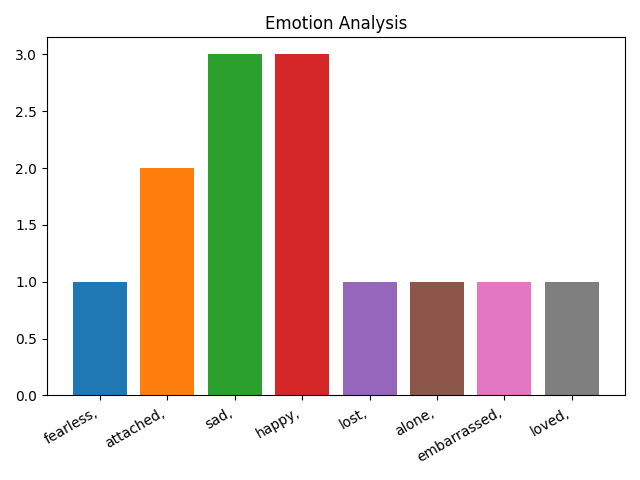 Emotion Analysis
3.0
2.5
2.0
1.5
1.0
0.5
0.0
fearless,
attached,
sad,
happy,
lost,
alone,
embarrassed,
loved,